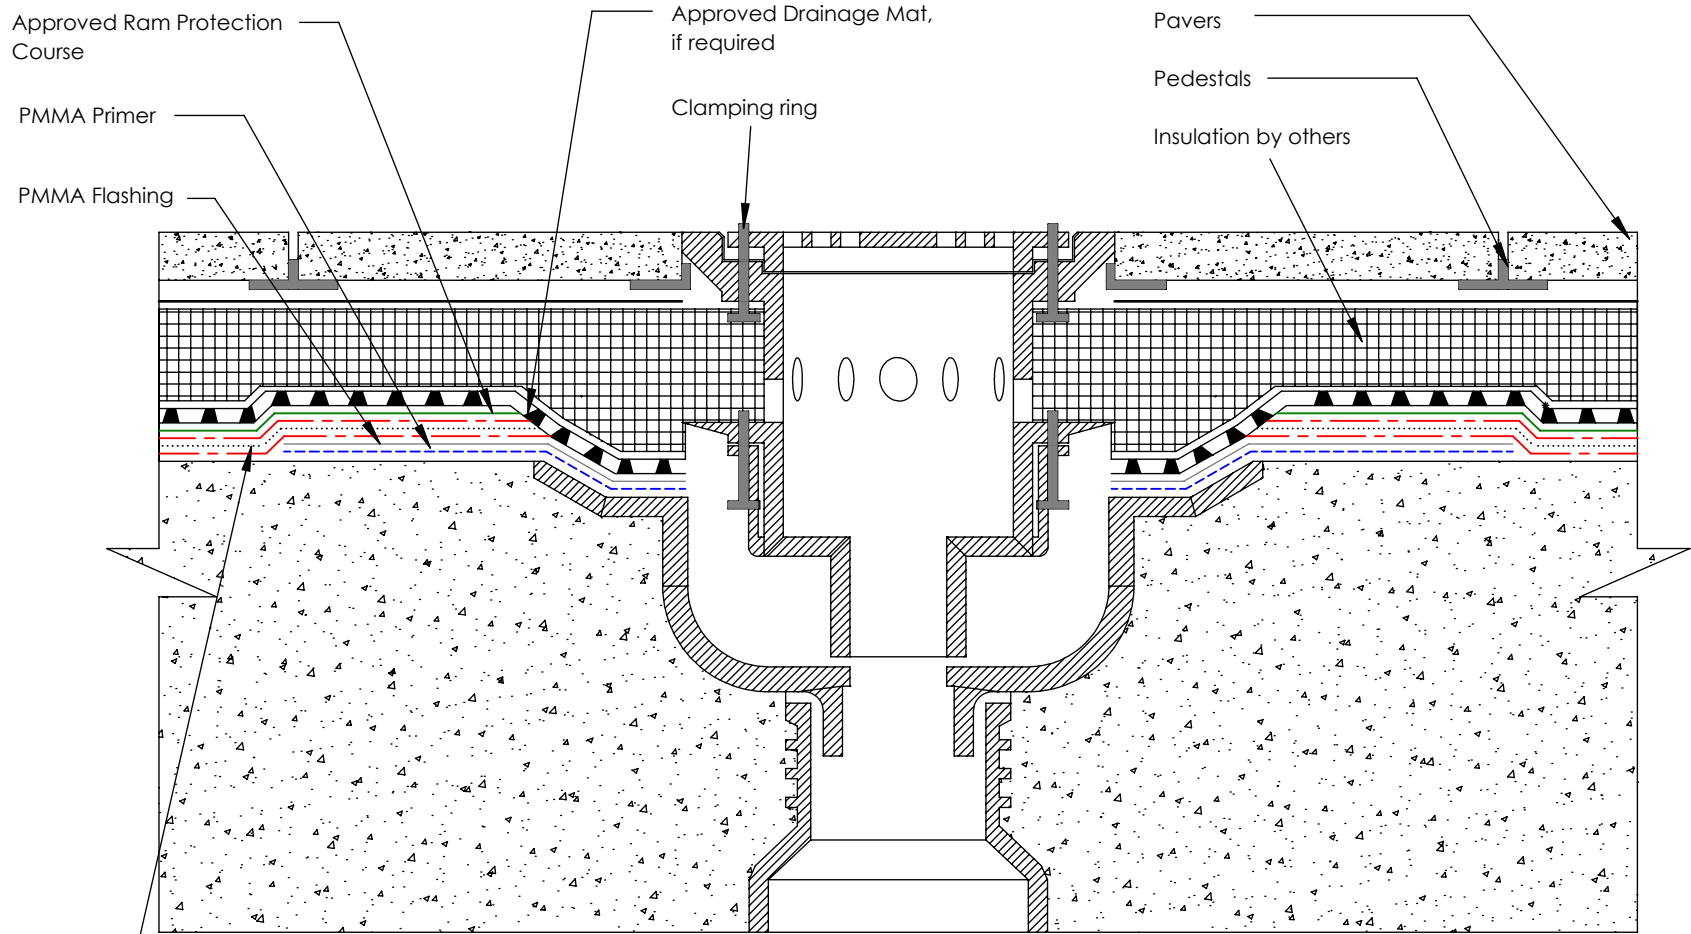 Approved Ram Protection
Course
PMMA Primer
PMMA Flashing
Approved Drainage Mat,
if required
Clamping ring
Pavers
Pedestals
Insulation by others